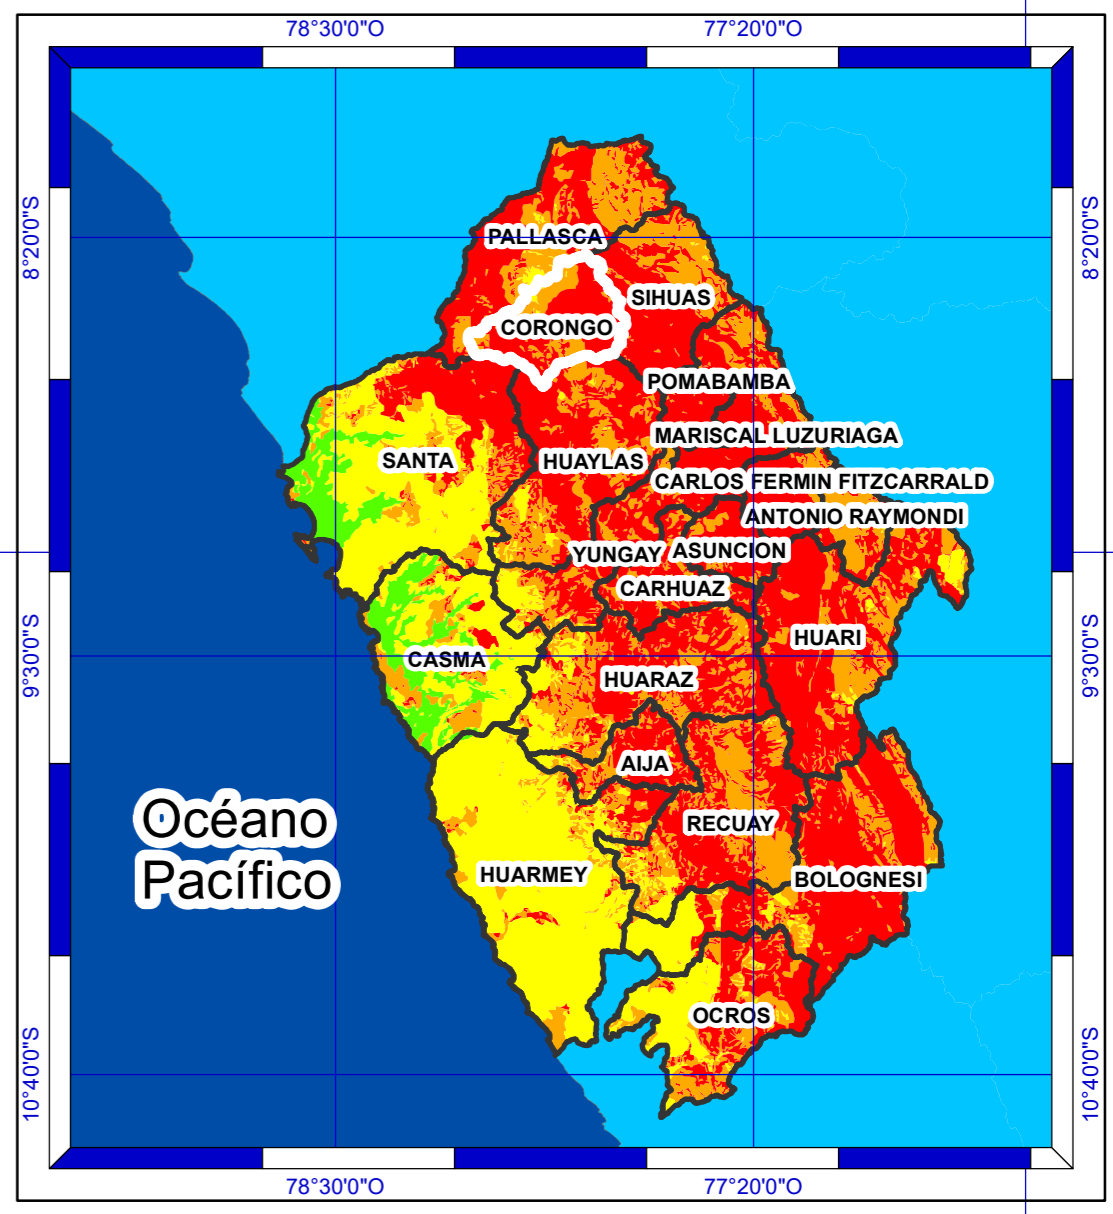 78°30'0"O
77°20'0"O
8°20'0"S
8°20'0"S
PALLASCA
SIHUAS
CORONGO
POMABAMBA
MARISCAL LUZURIAGA
SANTA
HUAYLAS
CARLOS FERMIN FITZCARRALD
ANTONIO RAYMONDI
YUNGAY
ASUNCION
CARHUAZ
HUARI
9°30'0"S
9°30'0"S
CASMA
HUARAZ
AIJA
Océano
Pacífico
RECUAY
HUARMEY
BOLOGNESI
OCROS
10°40'0"S
10°40'0"S
78°30'0"O
77°20'0"O